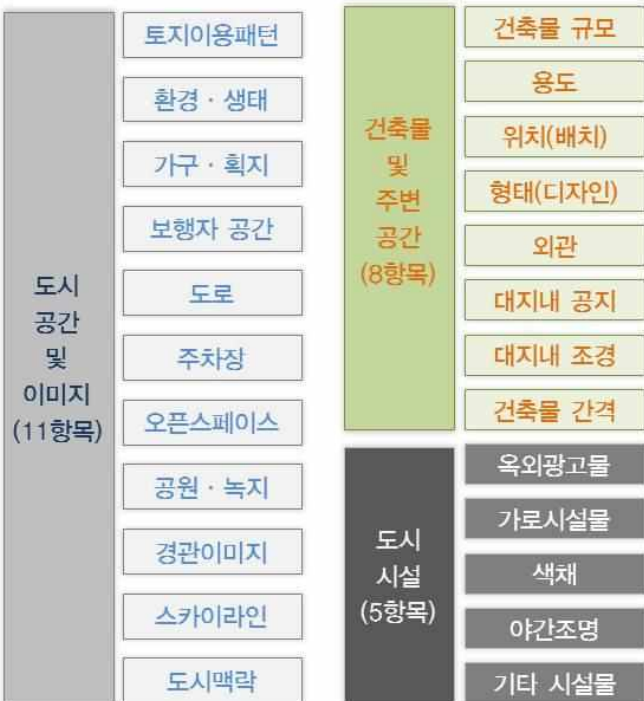 도시
공간
및
이미지
(11항목)
토지이용패턴
환경 · 생태
가구 · 획지
보행자 공간
도로
주차장
오픈스페이스
공원 · 녹지
경관이미지
스카이라인
도시맥락
건축물
및
주변
공간
(8항목)
건축물 규모
용도
위치(배치)
형태(디자인)
외관
대지내 공지
대지내 조경
건축물 간격
도시
시설
(5항목)
옥외광고물
가로시설물
색채
야간조명
기타 시설물